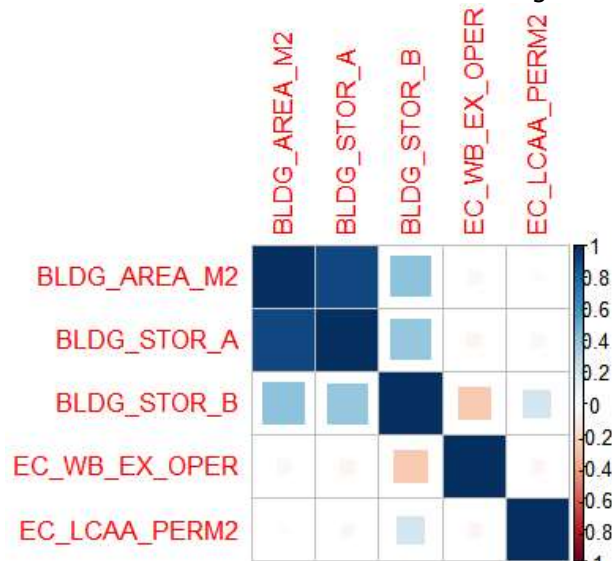 BLDG_AREA_M2
BLDG_STOR_A
BLDG_STOR_B
EC_WB_EX_OPER
EC_LCAA_PERM2
BLDG_AREA_M2
BLDG_STOR_A
BLDG_STOR_B
EC_WB_EX_OPER
EC_LCAA_PERM2
1
0.8
0.6
0.4
0.2
0
-0.2
-0.4
-0.6
-0.8
-1